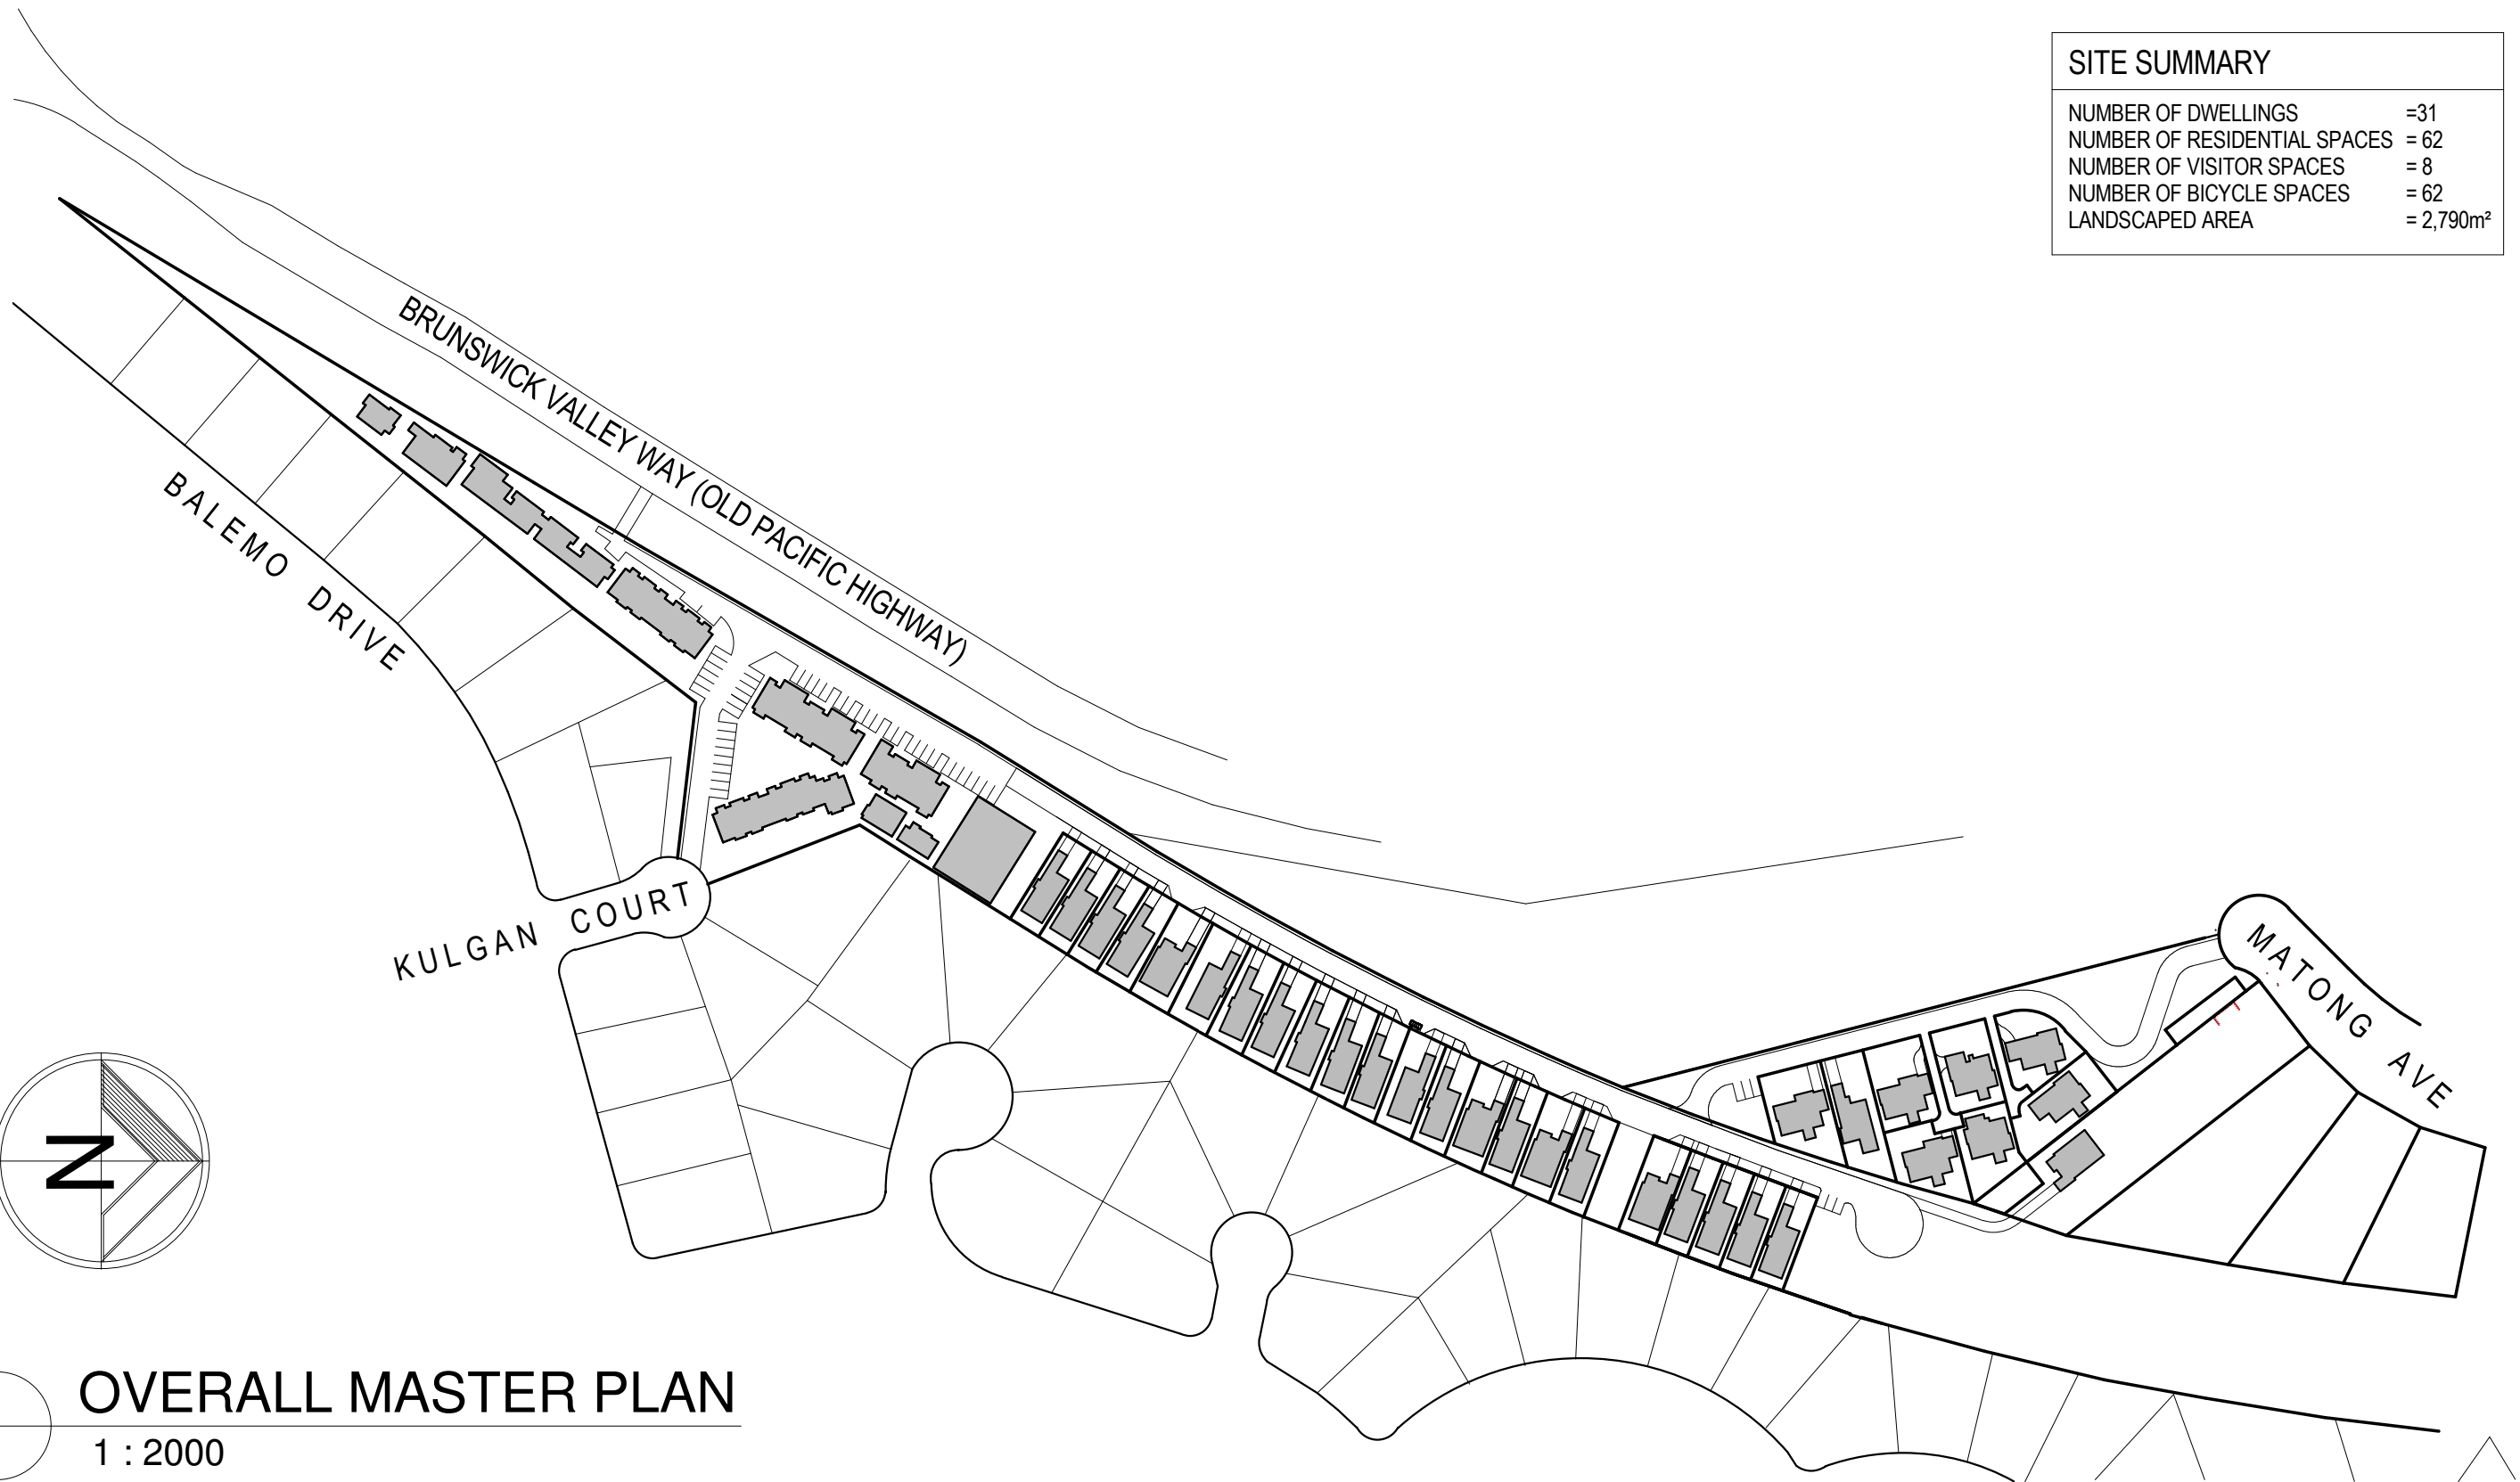 SITE SUMMARY
NUMBER OF DWELLINGS =31
NUMBER OF RESIDENTIAL SPACES = 62
NUMBER OF VISITOR SPACES = 8
NUMBER OF BICYCLE SPACES = 62
LANDSCAPED AREA = 2,790m²
BRUNSWICK VALLEY WAY (OLD PACIFIC HIGHWAY)
BALEMO DRIVE
KULGAN COURT
MATONG AVE
N
OVERALL MASTER PLAN
1 : 2000